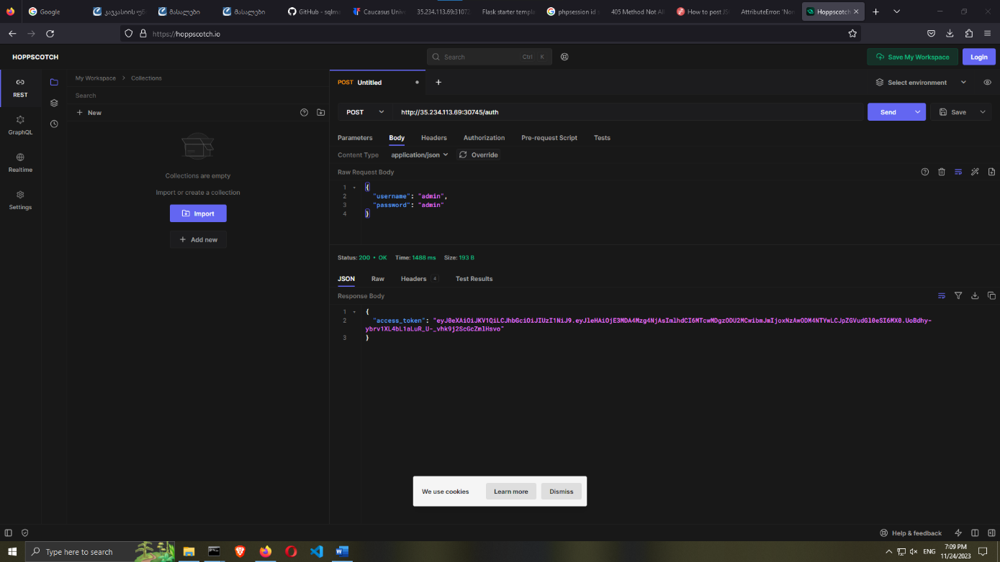 Google
კავკასიის უნ
მასალები
მასალები
GitHub - sqlma
Caucasus Univ
35.234.113.69:31072
Flask starter templa
phpsession id s
405 Method Not All
How to post JS
AttributeError: 'Non
Hoppscotch
https://hoppscotch.io
HOPPSCOTCH
Search
Ctrl K
Save My Workspace
Login
REST
GraphQL
Realtime
Settings
My Workspace > Collections
Search
New
Collections are empty
Import or create a collection
Import
Add new
POST Untitled
Select environment
POST
http://35.234.113.69:30745/auth
Send
Save
Parameters Body Headers Authorization Pre-request Script Tests
Content Type application/json Override
Raw Request Body
1 {
2 "username": "admin",
3 "password": "admin"
4 }
Status: 200 • OK Time: 1488 ms Size: 193 B
JSON Raw Headers 4 Test Results
Response Body
1 {
2 "access_token": "eyJ0eXAiOiJKV1QiLCJhbGciOiJIUzI1NiJ9.eyJleHAiOjE3MDA4Mzg4NjAsImlhdCI6MTcwMDgzODU2MCwibmJmIjoxNzAwODM4NTYwLCJpZGVudGl0eSI6MX0.UoBdhy-
ybrv1XL4bL1aLuR_U-_vhk9j2ScGcZmlHsvo"
3 }
We use cookies
Learn more
Dismiss
Help & feedback
Type here to search
ENG
7:09 PM
11/24/2023